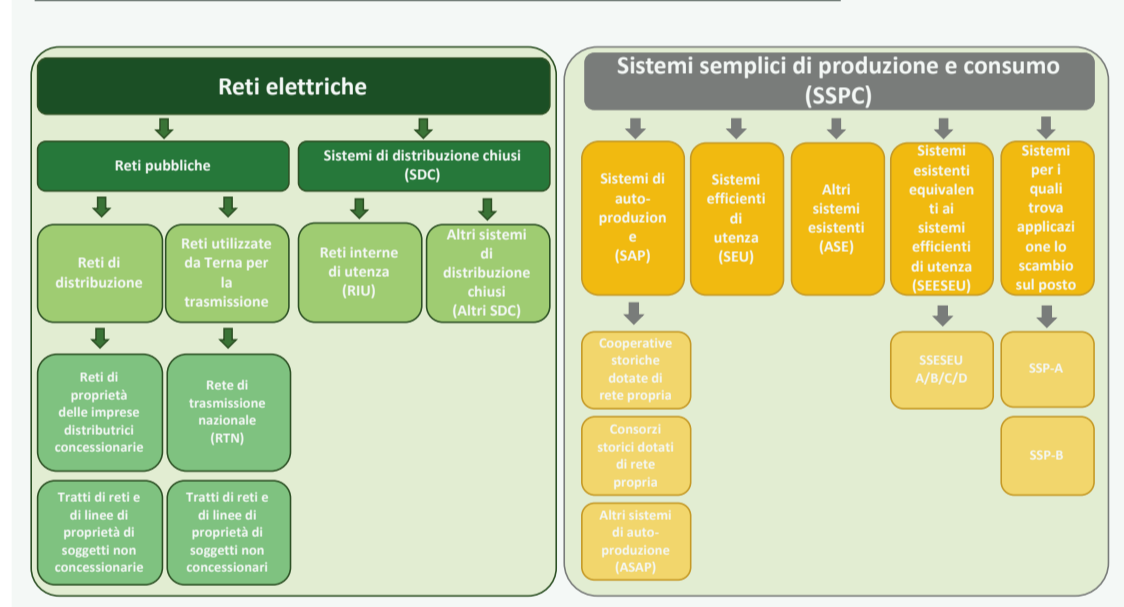 Reti elettriche
Reti pubbliche
Sistemi di distribuzione chiusi
(SDC)
Reti di
distribuzione
Reti utilizzate
da Terna per
la
trasmissione
Reti interne
di utenza
(RIU)
Altri sistemi
di
distribuzione
chiusi
(Altri SDC)
Reti di
proprietà
delle imprese
distributrici
concessionarie
Rete di
trasmissione
nazionale
(RTN)
Tratti di reti e
di linee di
proprietà di
soggetti non
concessionarie
Tratti di reti e
di linee di
proprietà di
soggetti non
concessionari
Sistemi semplici di produzione e consumo
(SSPC)
Sistemi di
auto-
produzion
e
(SAP)
Sistemi
efficienti
di
utenza
(SEU)
Altri
sistemi
esistenti
(ASE)
Sistemi
esistenti
equivalen
ti ai
sistemi
efficienti
di utenza
(SEESEU)
Sistemi
per i
quali
trova
applicazi
one lo
scambio
sul posto
Cooperative
storiche
dotate di
rete propria
Consorzi
storici dotati
di rete
propria
Altri sistemi
di auto-
produzione
(ASAP)
SSESEU
A/B/C/D
SSP-A
SSP-B